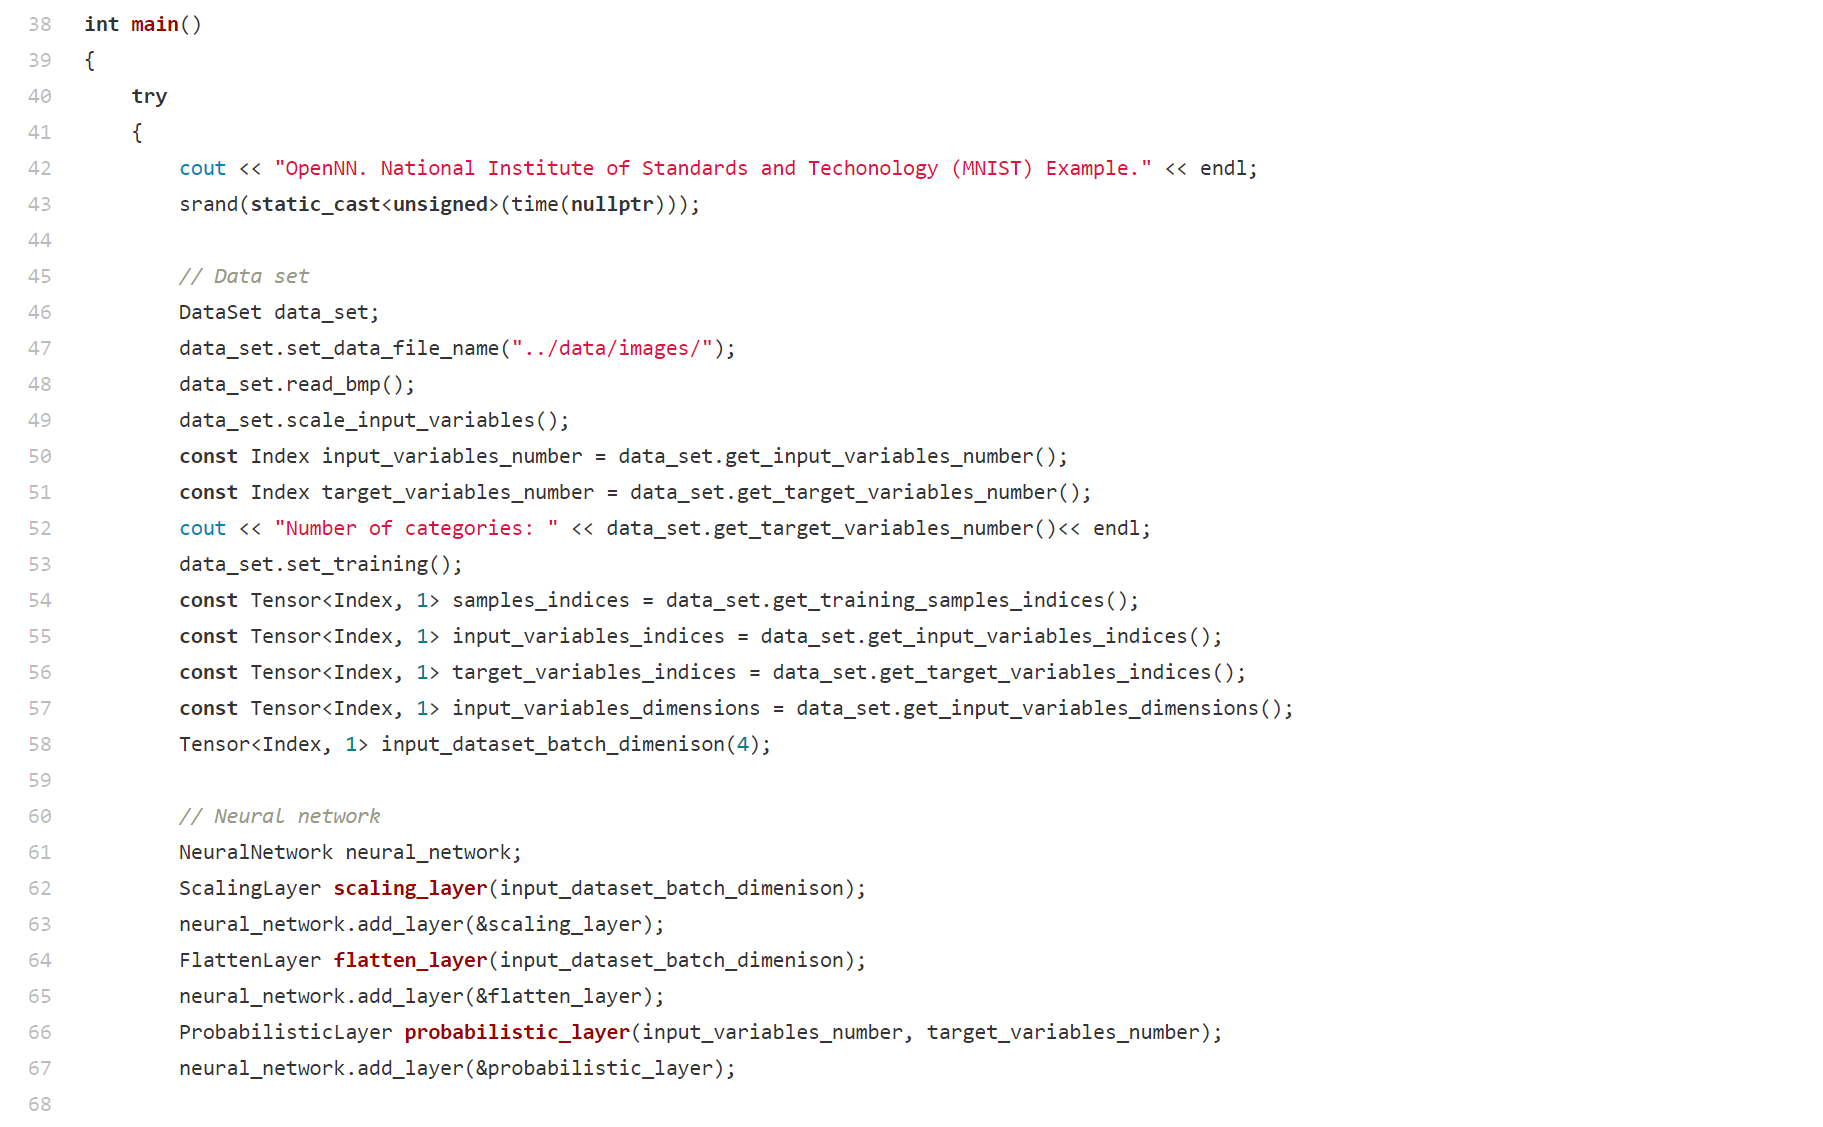 38 int main()
39 {
40     try
41     {
42         cout << "OpenNN. National Institute of Standards and Techonology (MNIST) Example." << endl;
43         srand(static_cast<unsigned>(time(nullptr)));
44
45         // Data set
46         DataSet data_set;
47         data_set.set_data_file_name("../data/images/");
48         data_set.read_bmp();
49         data_set.scale_input_variables();
50         const Index input_variables_number = data_set.get_input_variables_number();
51         const Index target_variables_number = data_set.get_target_variables_number();
52         cout << "Number of categories: " << data_set.get_target_variables_number()<< endl;
53         data_set.set_training();
54         const Tensor<Index, 1> samples_indices = data_set.get_training_samples_indices();
55         const Tensor<Index, 1> input_variables_indices = data_set.get_input_variables_indices();
56         const Tensor<Index, 1> target_variables_indices = data_set.get_target_variables_indices();
57         const Tensor<Index, 1> input_variables_dimensions = data_set.get_input_variables_dimensions();
58         Tensor<Index, 1> input_dataset_batch_dimenison(4);
59
60         // Neural network
61         NeuralNetwork neural_network;
62         ScalingLayer scaling_layer(input_dataset_batch_dimenison);
63         neural_network.add_layer(&scaling_layer);
64         FlattenLayer flatten_layer(input_dataset_batch_dimenison);
65         neural_network.add_layer(&flatten_layer);
66         ProbabilisticLayer probabilistic_layer(input_variables_number, target_variables_number);
67         neural_network.add_layer(&probabilistic_layer);
68